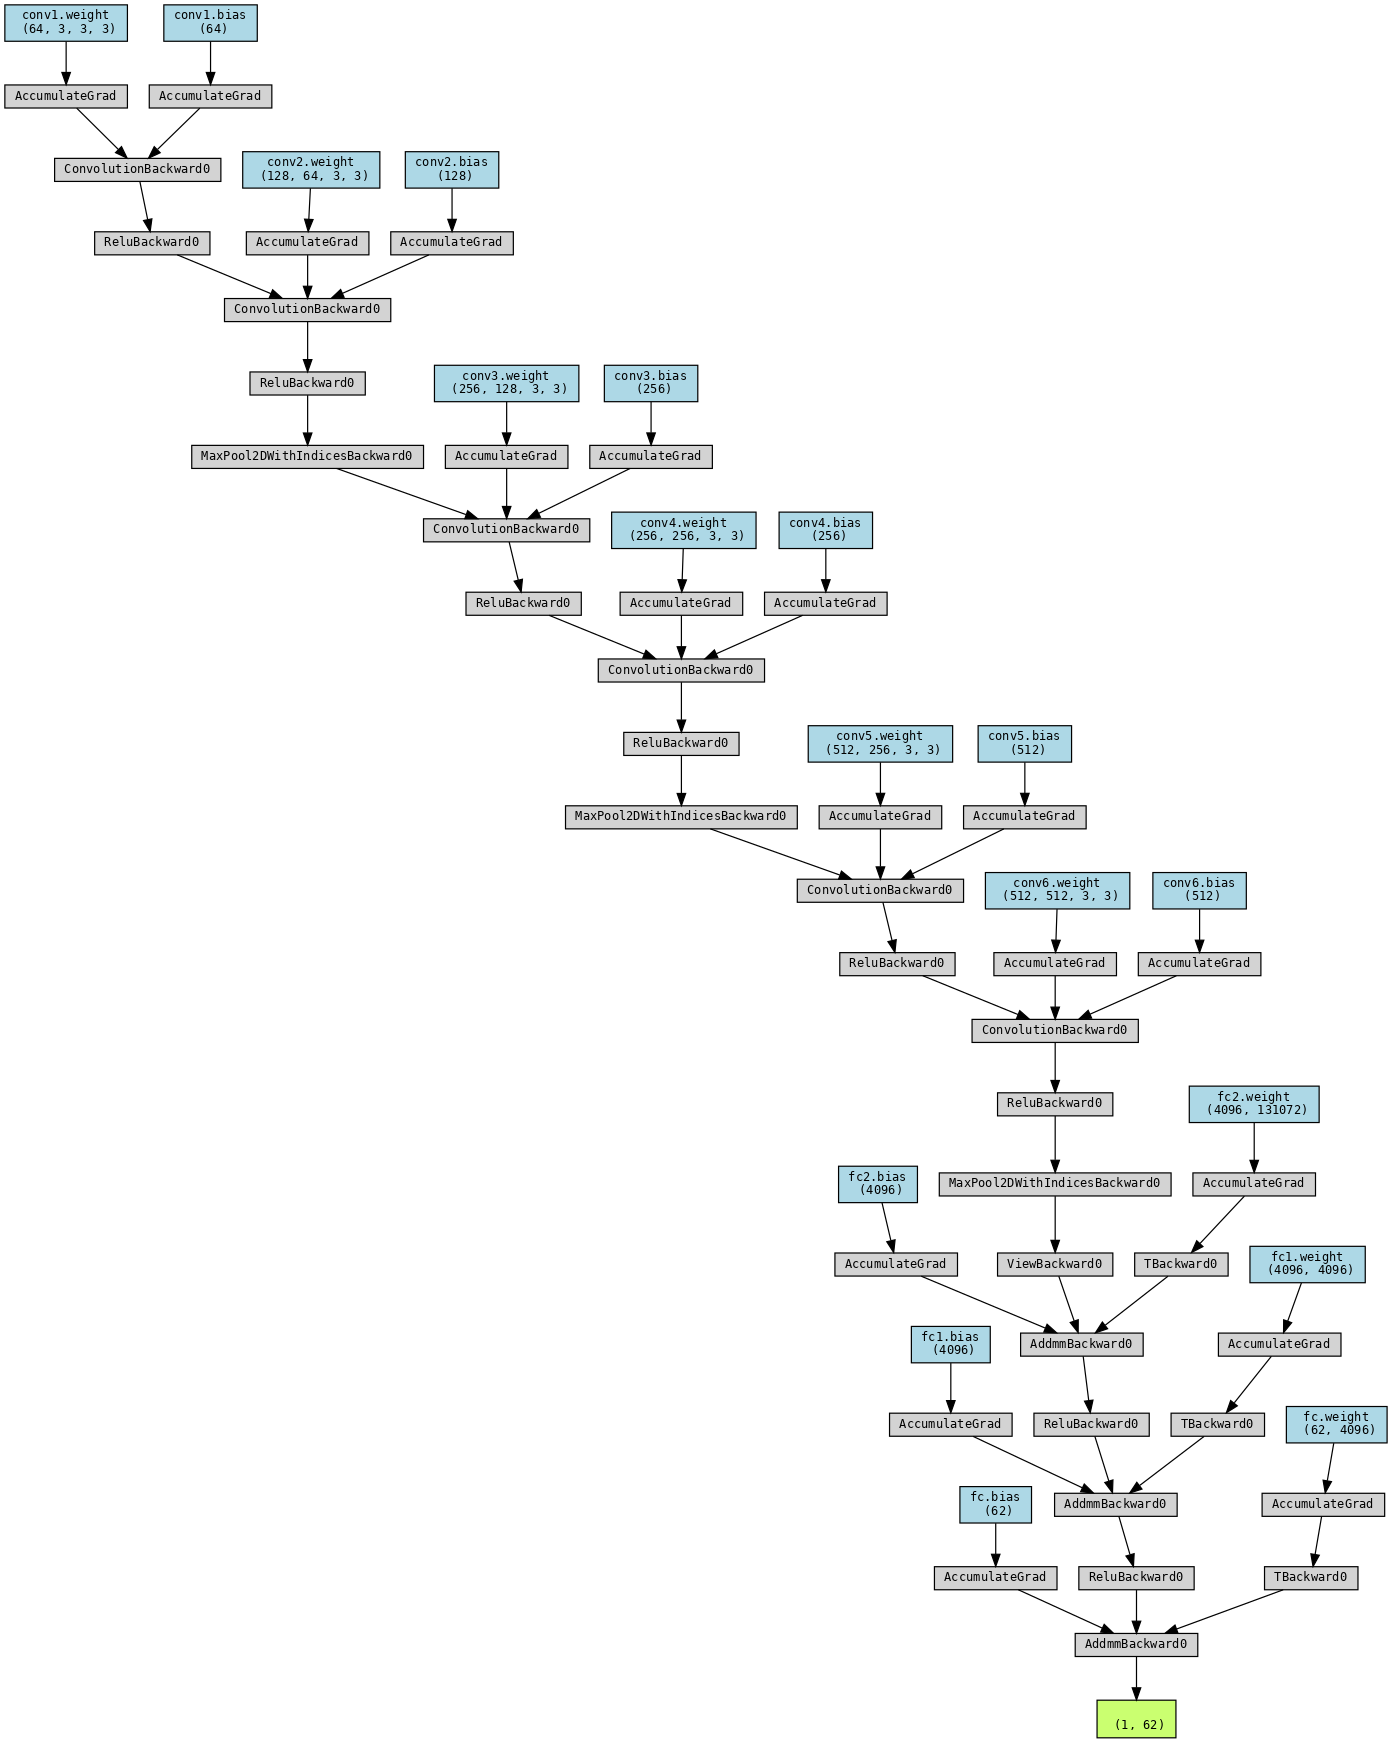 conv1.weight
(64, 3, 3, 3)
conv1.bias
(64)
AccumulateGrad
AccumulateGrad
ConvolutionBackward0
conv2.weight
(128, 64, 3, 3)
conv2.bias
(128)
ReluBackward0
AccumulateGrad
AccumulateGrad
ConvolutionBackward0
ReluBackward0
conv3.weight
(256, 128, 3, 3)
conv3.bias
(256)
MaxPool2DWithIndicesBackward0
AccumulateGrad
AccumulateGrad
ConvolutionBackward0
conv4.weight
(256, 256, 3, 3)
conv4.bias
(256)
ReluBackward0
AccumulateGrad
AccumulateGrad
ConvolutionBackward0
ReluBackward0
conv5.weight
(512, 256, 3, 3)
conv5.bias
(512)
MaxPool2DWithIndicesBackward0
AccumulateGrad
AccumulateGrad
ConvolutionBackward0
conv6.weight
(512, 512, 3, 3)
conv6.bias
(512)
ReluBackward0
AccumulateGrad
AccumulateGrad
ConvolutionBackward0
ReluBackward0
fc2.weight
(4096, 131072)
fc2.bias
(4096)
MaxPool2DWithIndicesBackward0
AccumulateGrad
AccumulateGrad
ViewBackward0
TBackward0
fc1.weight
(4096, 4096)
fc1.bias
(4096)
AddmmBackward0
AccumulateGrad
AccumulateGrad
ReluBackward0
TBackward0
fc.weight
(62, 4096)
fc.bias
(62)
AddmmBackward0
AccumulateGrad
AccumulateGrad
ReluBackward0
TBackward0
AddmmBackward0
(1, 62)